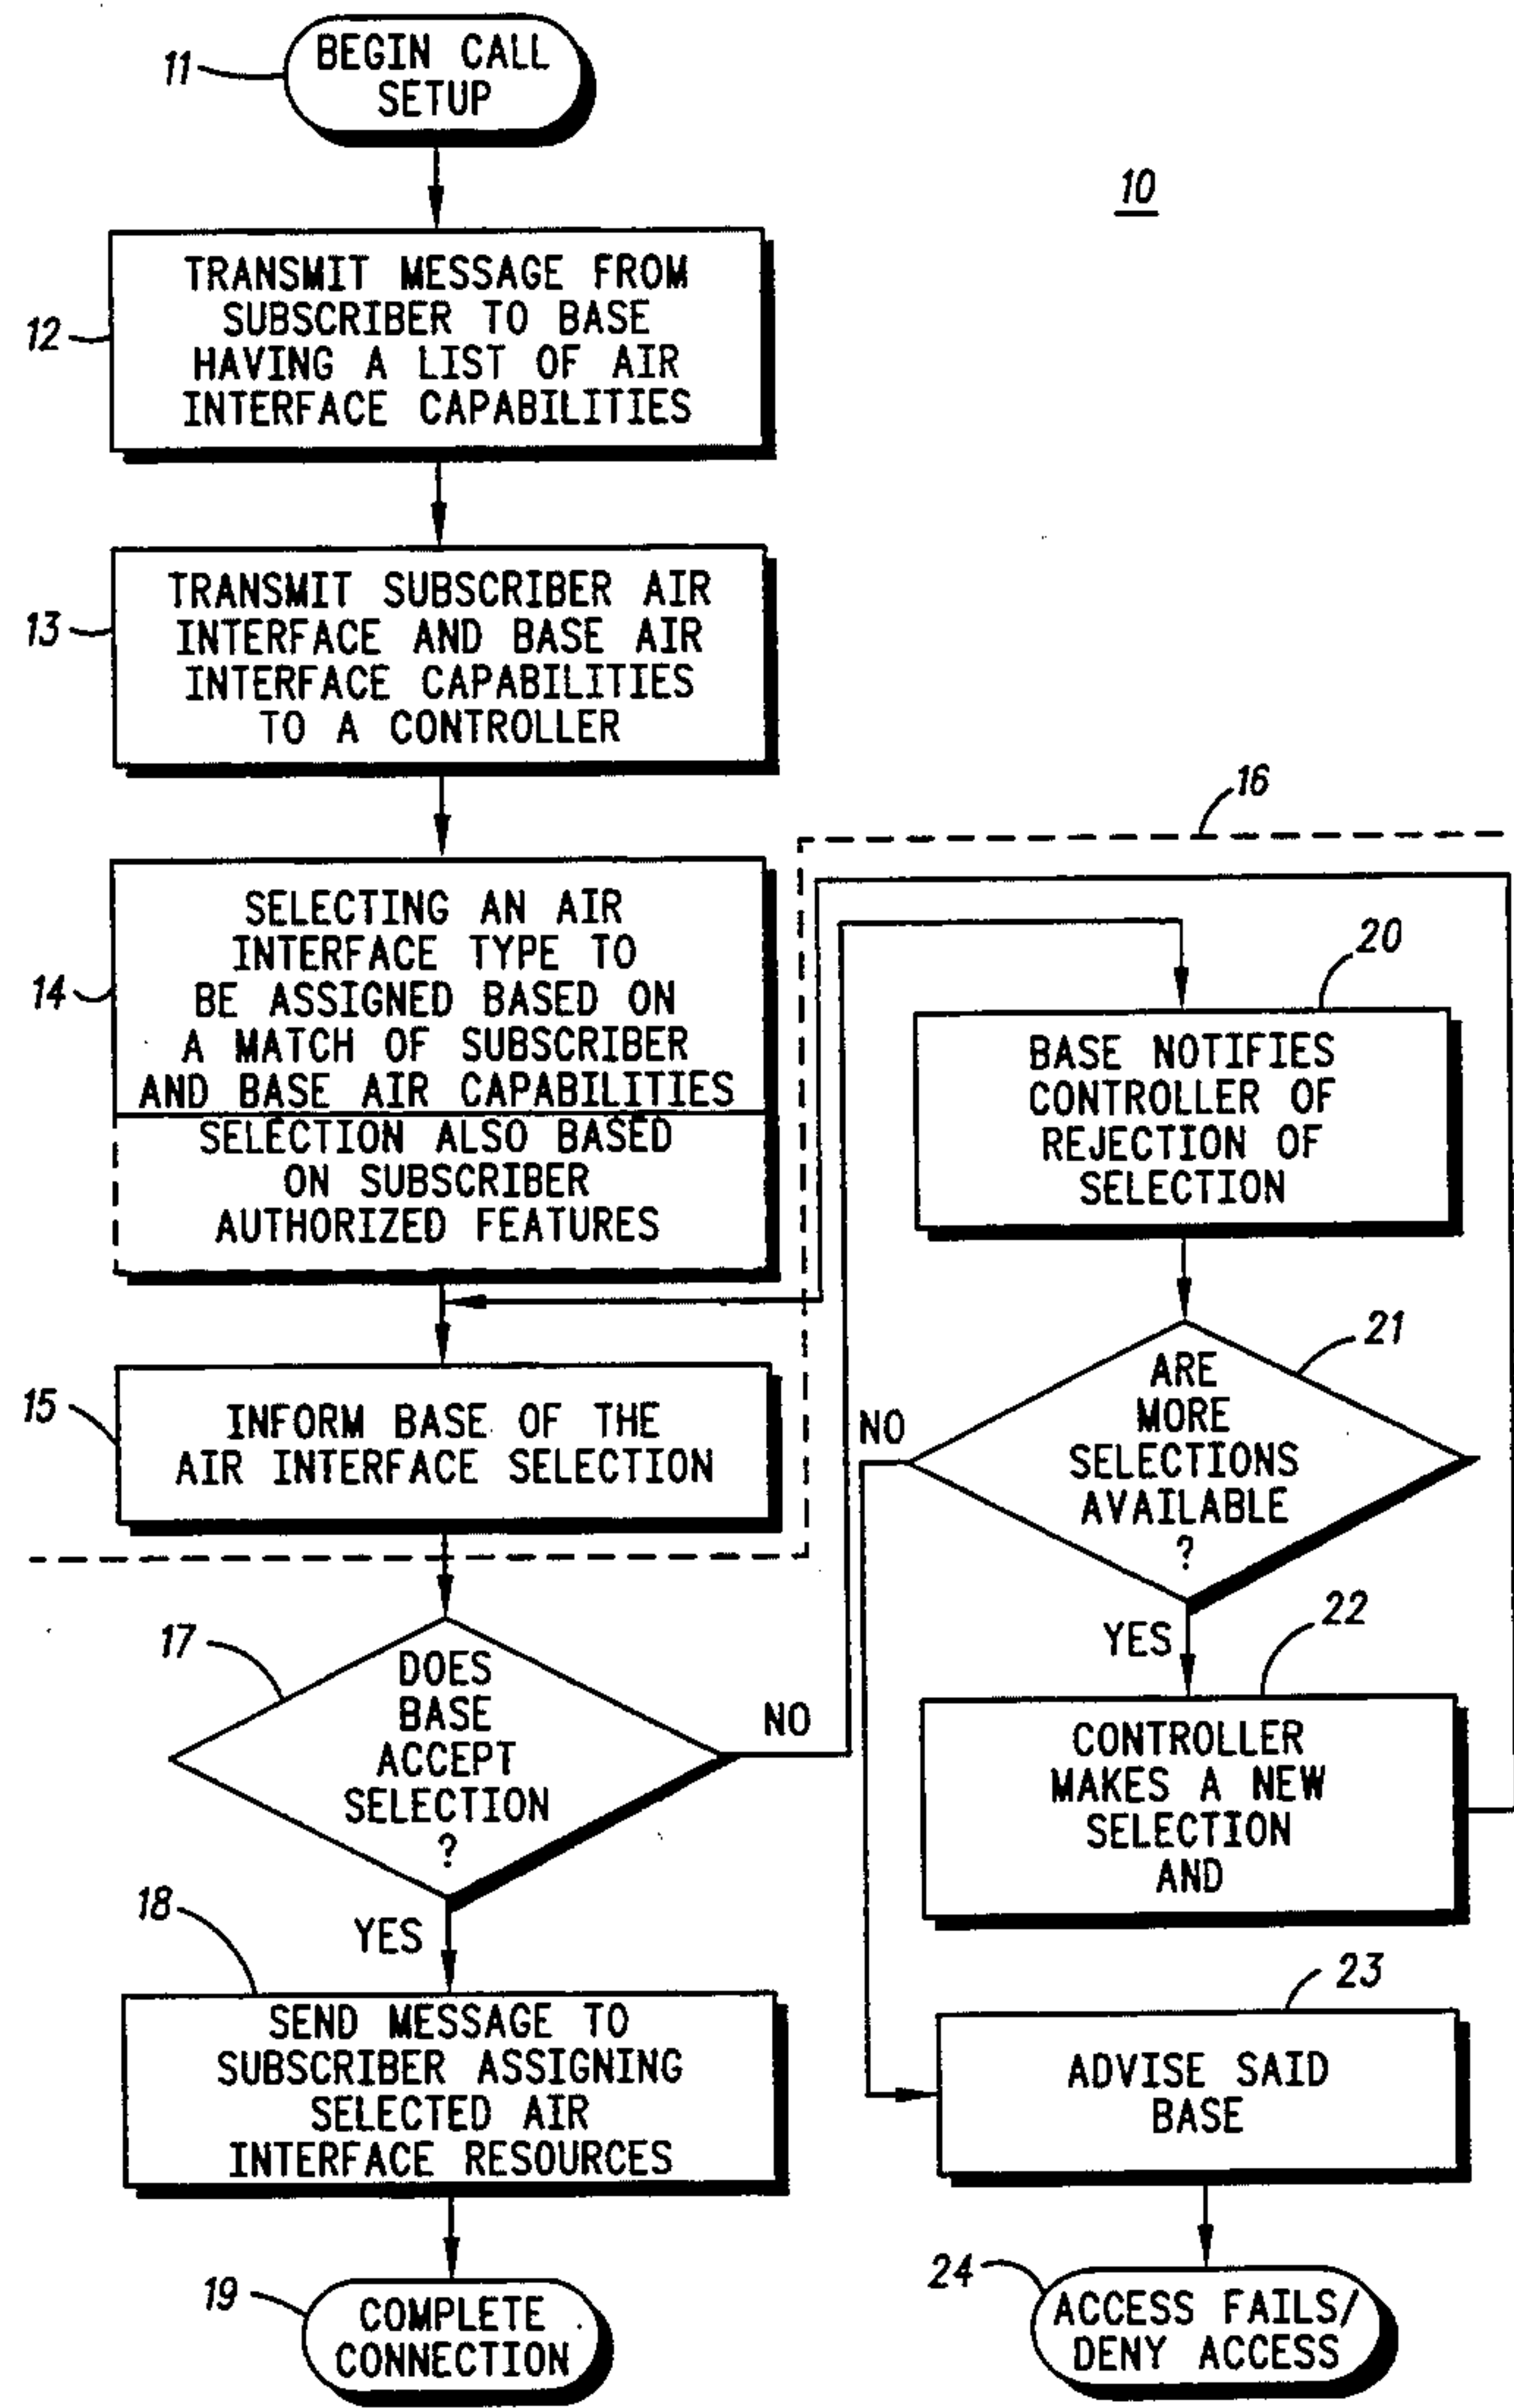 11
BEGIN CALL
SETUP
10
12
TRANSMIT MESSAGE FROM
SUBSCRIBER TO BASE
HAVING A LIST OF AIR
INTERFACE CAPABILITIES
13
TRANSMIT SUBSCRIBER AIR
INTERFACE AND BASE AIR
INTERFACE CAPABILITIES
TO A CONTROLLER
16
14
SELECTING AN AIR
INTERFACE TYPE TO
BE ASSIGNED BASED ON
A MATCH OF SUBSCRIBER
AND BASE AIR CAPABILITIES
SELECTION ALSO BASED
ON SUBSCRIBER
AUTHORIZED FEATURES
15
INFORM BASE OF THE
AIR INTERFACE SELECTION
17
DOES
BASE
ACCEPT
SELECTION
?
NO
YES
18
SEND MESSAGE TO
SUBSCRIBER ASSIGNING
SELECTED AIR
INTERFACE RESOURCES
19
COMPLETE
CONNECTION
20
BASE NOTIFIES
CONTROLLER OF
REJECTION OF
SELECTION
21
ARE
MORE
SELECTIONS
AVAILABLE
?
NO
YES
22
CONTROLLER
MAKES A NEW
SELECTION
AND
23
ADVISE SAID
BASE
24
ACCESS FAILS/
DENY ACCESS